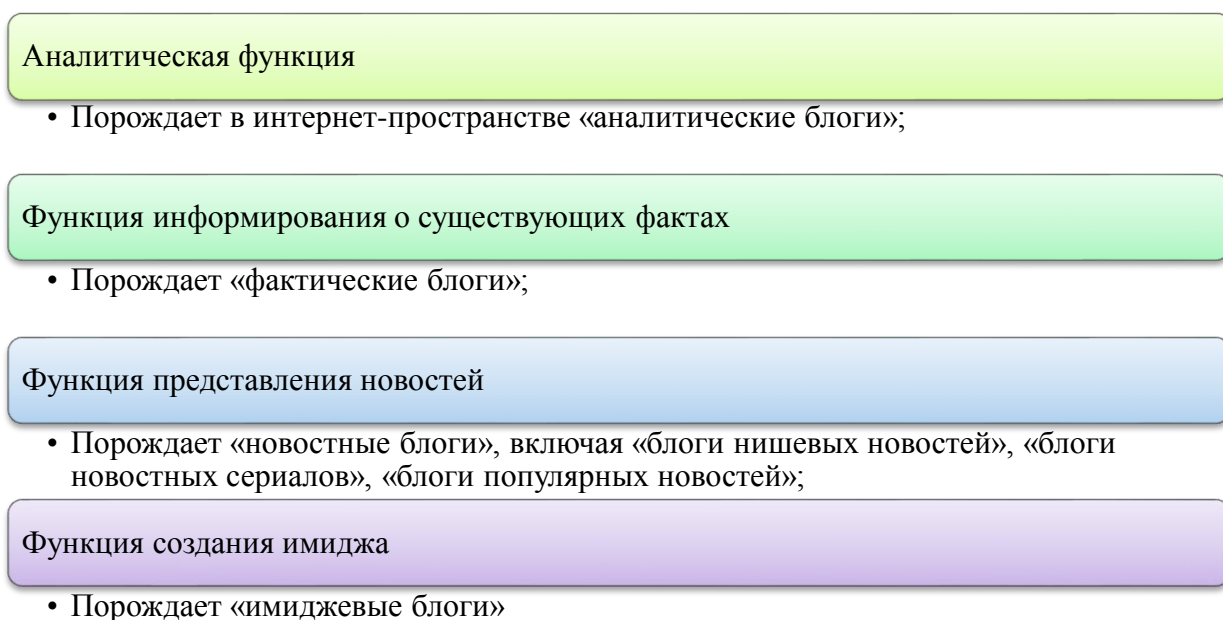 Аналитическая функция
• Порождает в интернет-пространстве «аналитические блоги»;
Функция информирования о существующих фактах
• Порождает «фактические блоги»;
Функция представления новостей
• Порождает «новостные блоги», включая «блоги нишевых новостей», «блоги
новостных сериалов», «блоги популярных новостей»;
Функция создания имиджа
• Порождает «имиджевые блоги»